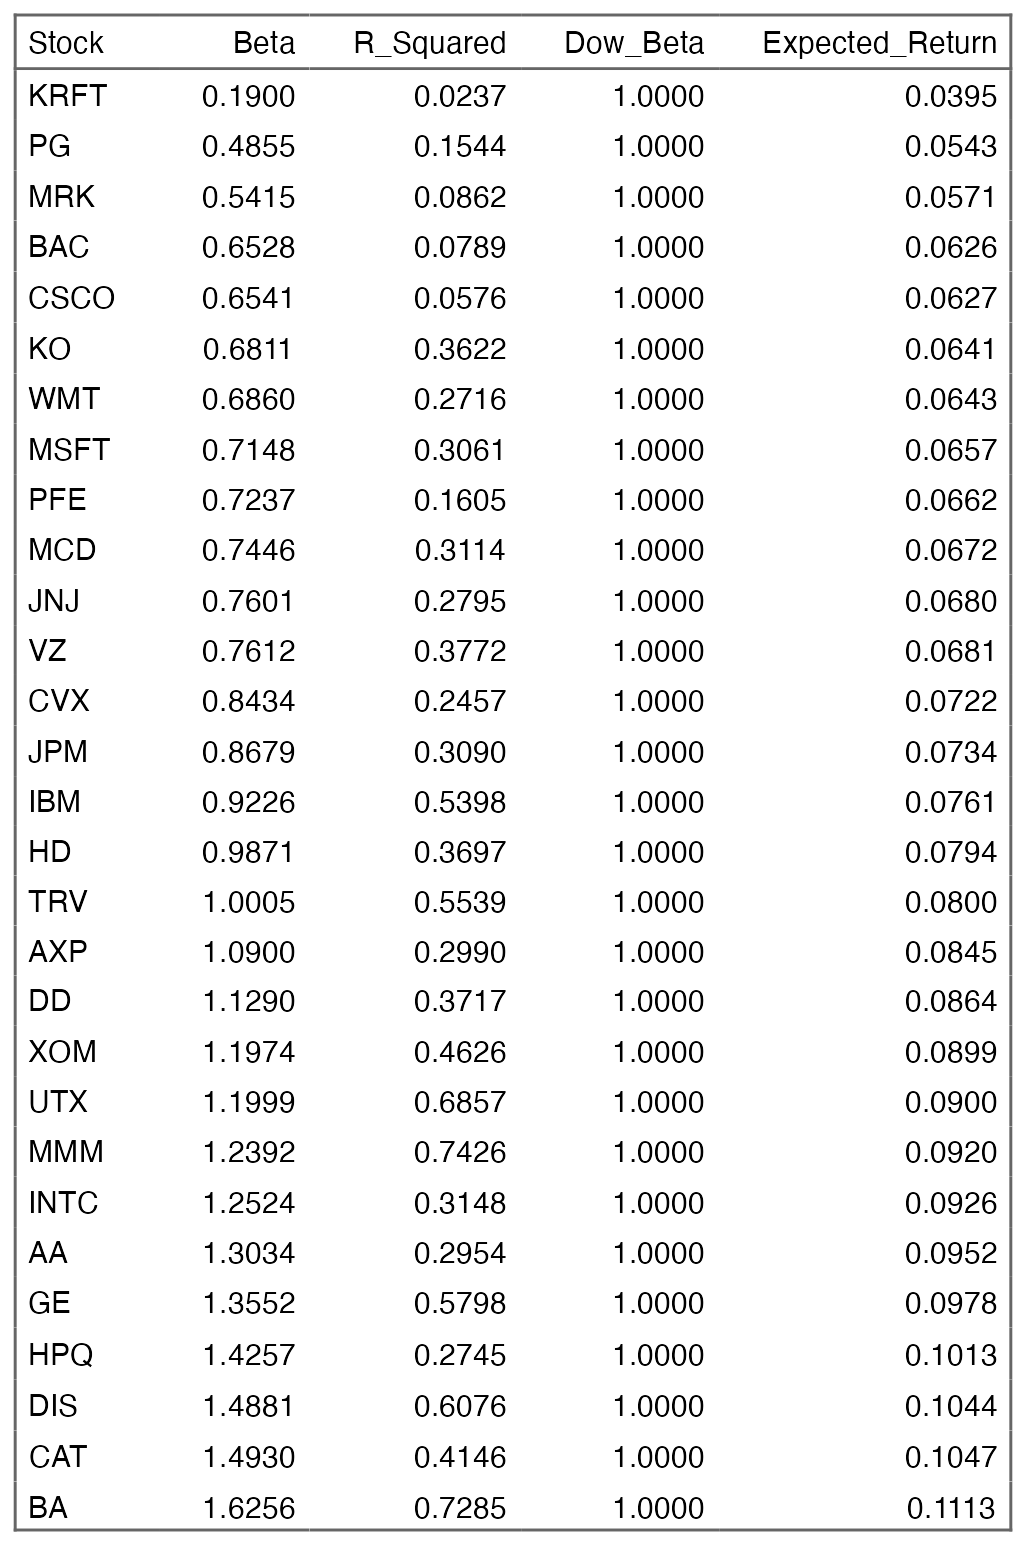 Stock Beta R_Squared Dow_Beta Expected_Return
KRFT 0.1900 0.0237 1.0000 0.0395
PG 0.4855 0.1544 1.0000 0.0543
MRK 0.5415 0.0862 1.0000 0.0571
BAC 0.6528 0.0789 1.0000 0.0626
CSCO 0.6541 0.0576 1.0000 0.0627
KO 0.6811 0.3622 1.0000 0.0641
WMT 0.6860 0.2716 1.0000 0.0643
MSFT 0.7148 0.3061 1.0000 0.0657
PFE 0.7237 0.1605 1.0000 0.0662
MCD 0.7446 0.3114 1.0000 0.0672
JNJ 0.7601 0.2795 1.0000 0.0680
VZ 0.7612 0.3772 1.0000 0.0681
CVX 0.8434 0.2457 1.0000 0.0722
JPM 0.8679 0.3090 1.0000 0.0734
IBM 0.9226 0.5398 1.0000 0.0761
HD 0.9871 0.3697 1.0000 0.0794
TRV 1.0005 0.5539 1.0000 0.0800
AXP 1.0900 0.2990 1.0000 0.0845
DD 1.1290 0.3717 1.0000 0.0864
XOM 1.1974 0.4626 1.0000 0.0899
UTX 1.1999 0.6857 1.0000 0.0900
MMM 1.2392 0.7426 1.0000 0.0920
INTC 1.2524 0.3148 1.0000 0.0926
AA 1.3034 0.2954 1.0000 0.0952
GE 1.3552 0.5798 1.0000 0.0978
HPQ 1.4257 0.2745 1.0000 0.1013
DIS 1.4881 0.6076 1.0000 0.1044
CAT 1.4930 0.4146 1.0000 0.1047
BA 1.6256 0.7285 1.0000 0.1113